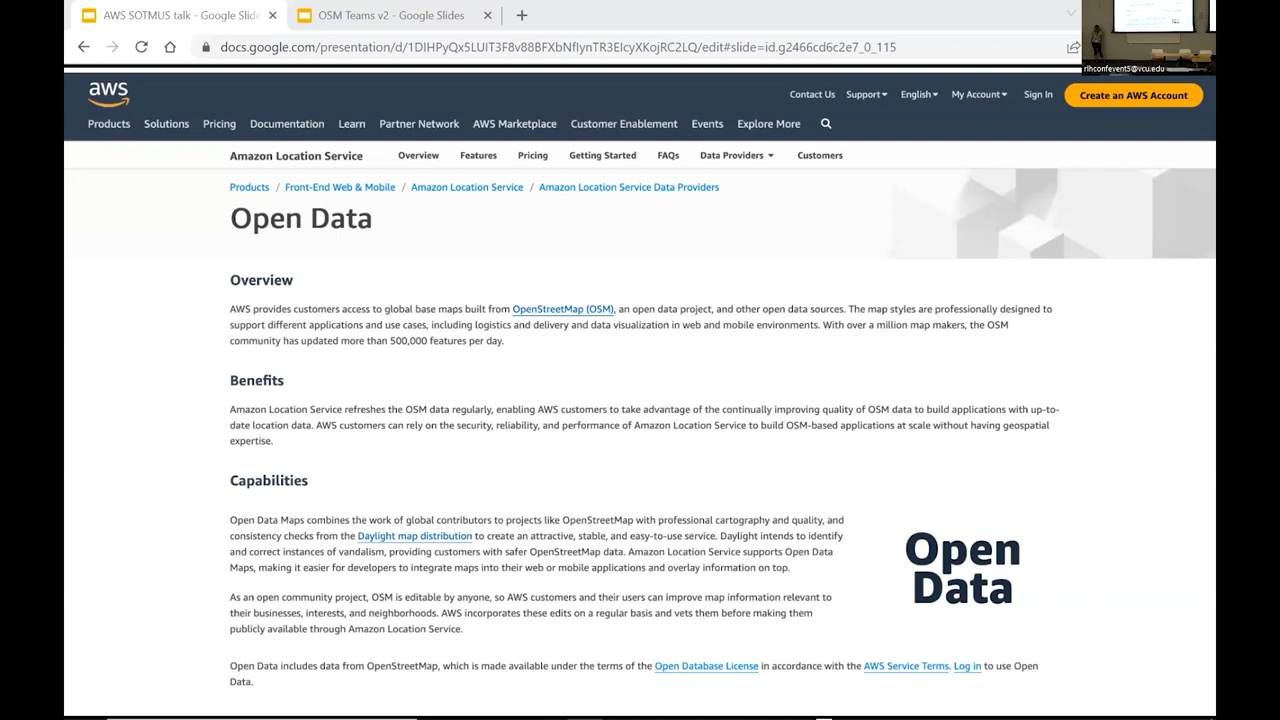 AWS SOTMUS talk - Google Slide
OSM Teams v2 - Google Slides
docs.google.com/presentation/d/1DIHPyQx5LUIT3F8v88BFXbNfIynTR3EIcyXKojRC2LQ/edit#slide=id.g2466cd6c2e7_0_115
rlhconfevent5@vcu.edu
aws
Contact Us Support English My Account Sign In Create an AWS Account
Products Solutions Pricing Documentation Learn Partner Network AWS Marketplace Customer Enablement Events Explore More
Amazon Location Service Overview Features Pricing Getting Started FAQs Data Providers Customers
Products / Front-End Web & Mobile / Amazon Location Service / Amazon Location Service Data Providers
Open Data
Overview
AWS provides customers access to global base maps built from OpenStreetMap (OSM), an open data project, and other open data sources. The map styles are professionally designed to
support different applications and use cases, including logistics and delivery and data visualization in web and mobile environments. With over a million map makers, the OSM
community has updated more than 500,000 features per day.
Benefits
Amazon Location Service refreshes the OSM data regularly, enabling AWS customers to take advantage of the continually improving quality of OSM data to build applications with up-to-
date location data. AWS customers can rely on the security, reliability, and performance of Amazon Location Service to build OSM-based applications at scale without having geospatial
expertise.
Capabilities
Open Data Maps combines the work of global contributors to projects like OpenStreetMap with professional cartography and quality, and
consistency checks from the Daylight map distribution to create an attractive, stable, and easy-to-use service. Daylight intends to identify
and correct instances of vandalism, providing customers with safer OpenStreetMap data. Amazon Location Service supports Open Data
Maps, making it easier for developers to integrate maps into their web or mobile applications and overlay information on top.
As an open community project, OSM is editable by anyone, so AWS customers and their users can improve map information relevant to
their businesses, interests, and neighborhoods. AWS incorporates these edits on a regular basis and vets them before making them
publicly available through Amazon Location Service.
Open
Data
Open Data includes data from OpenStreetMap, which is made available under the terms of the Open Database License in accordance with the AWS Service Terms. Log in to use Open
Data.